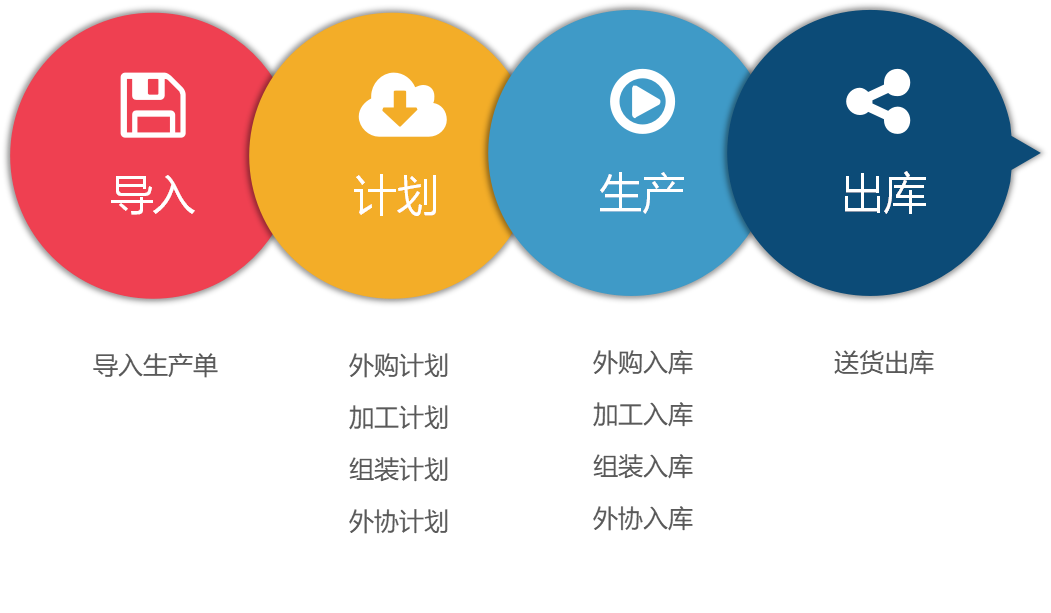 导入
计划
生产
出库
导入生产单
外购计划
加工计划
组装计划
外协计划
外购入库
加工入库
组装入库
外协入库
送货出库